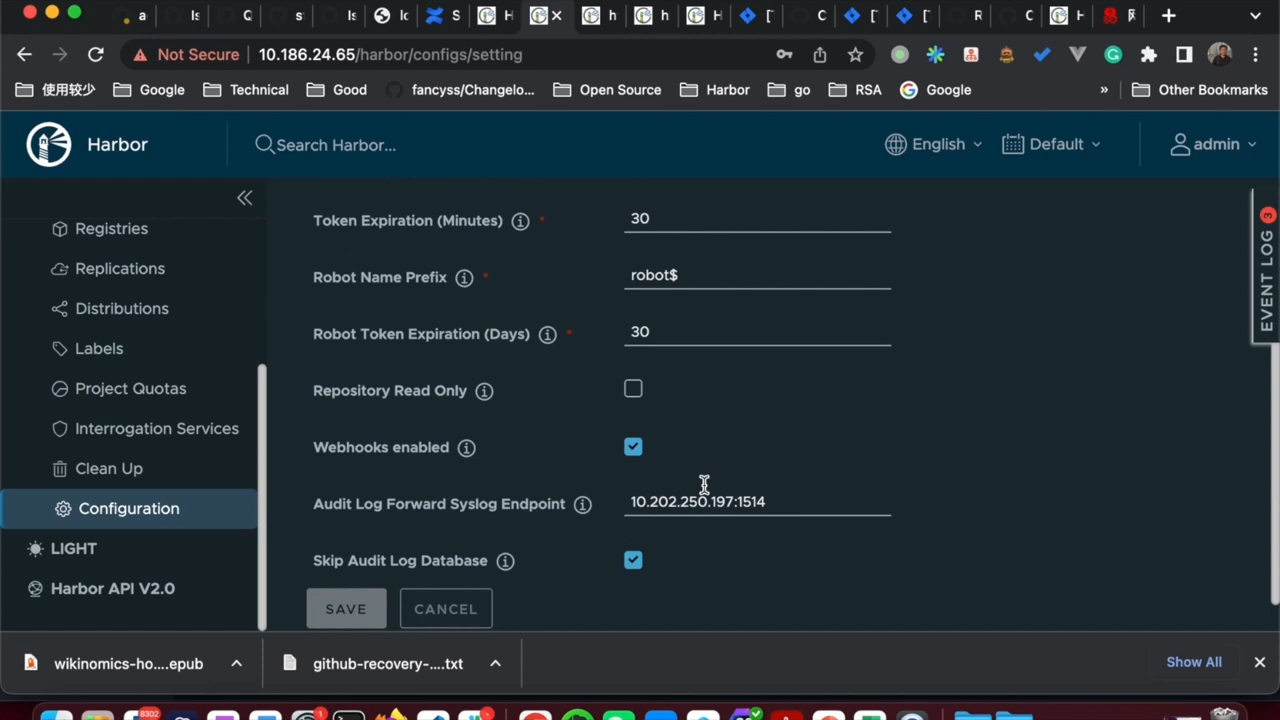 Not Secure | 10.186.24.65/harbor/configs/setting
使用较少 Google Technical Good fancyss/Changelo... Open Source Harbor go RSA Google » Other Bookmarks
Harbor Search Harbor... English Default admin
Registries
Replications
Distributions
Labels
Project Quotas
Interrogation Services
Clean Up
Configuration
LIGHT
Harbor API V2.0
Token Expiration (Minutes) * 30
Robot Name Prefix * robot$
Robot Token Expiration (Days) * 30
Repository Read Only
Webhooks enabled
Audit Log Forward Syslog Endpoint 10.202.250.197:1514
Skip Audit Log Database
SAVE CANCEL
EVENT LOG 3
wikinomics-ho....epub github-recovery-....txt Show All
8302 1